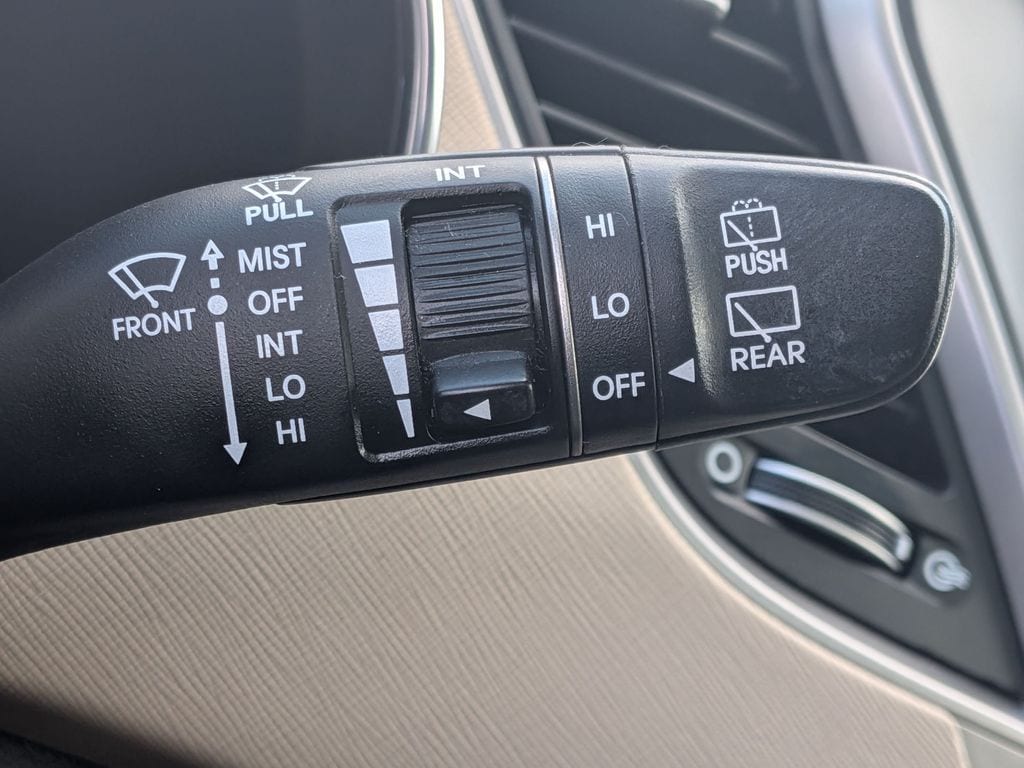 INT
PULL
MIST
OFF
INT
LO
HI
FRONT
HI
LO
OFF
PUSH
REAR